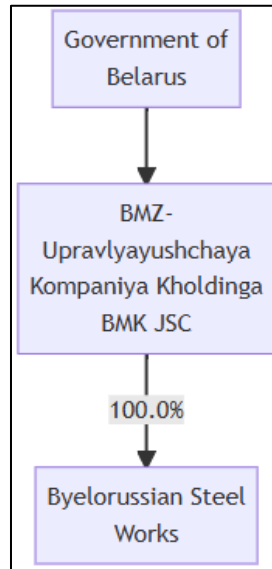 Government of
Belarus
BMZ-
Upravlyayushchaya
Kompaniya Kholdinga
BMK JSC
100.0%
Byelorussian Steel
Works